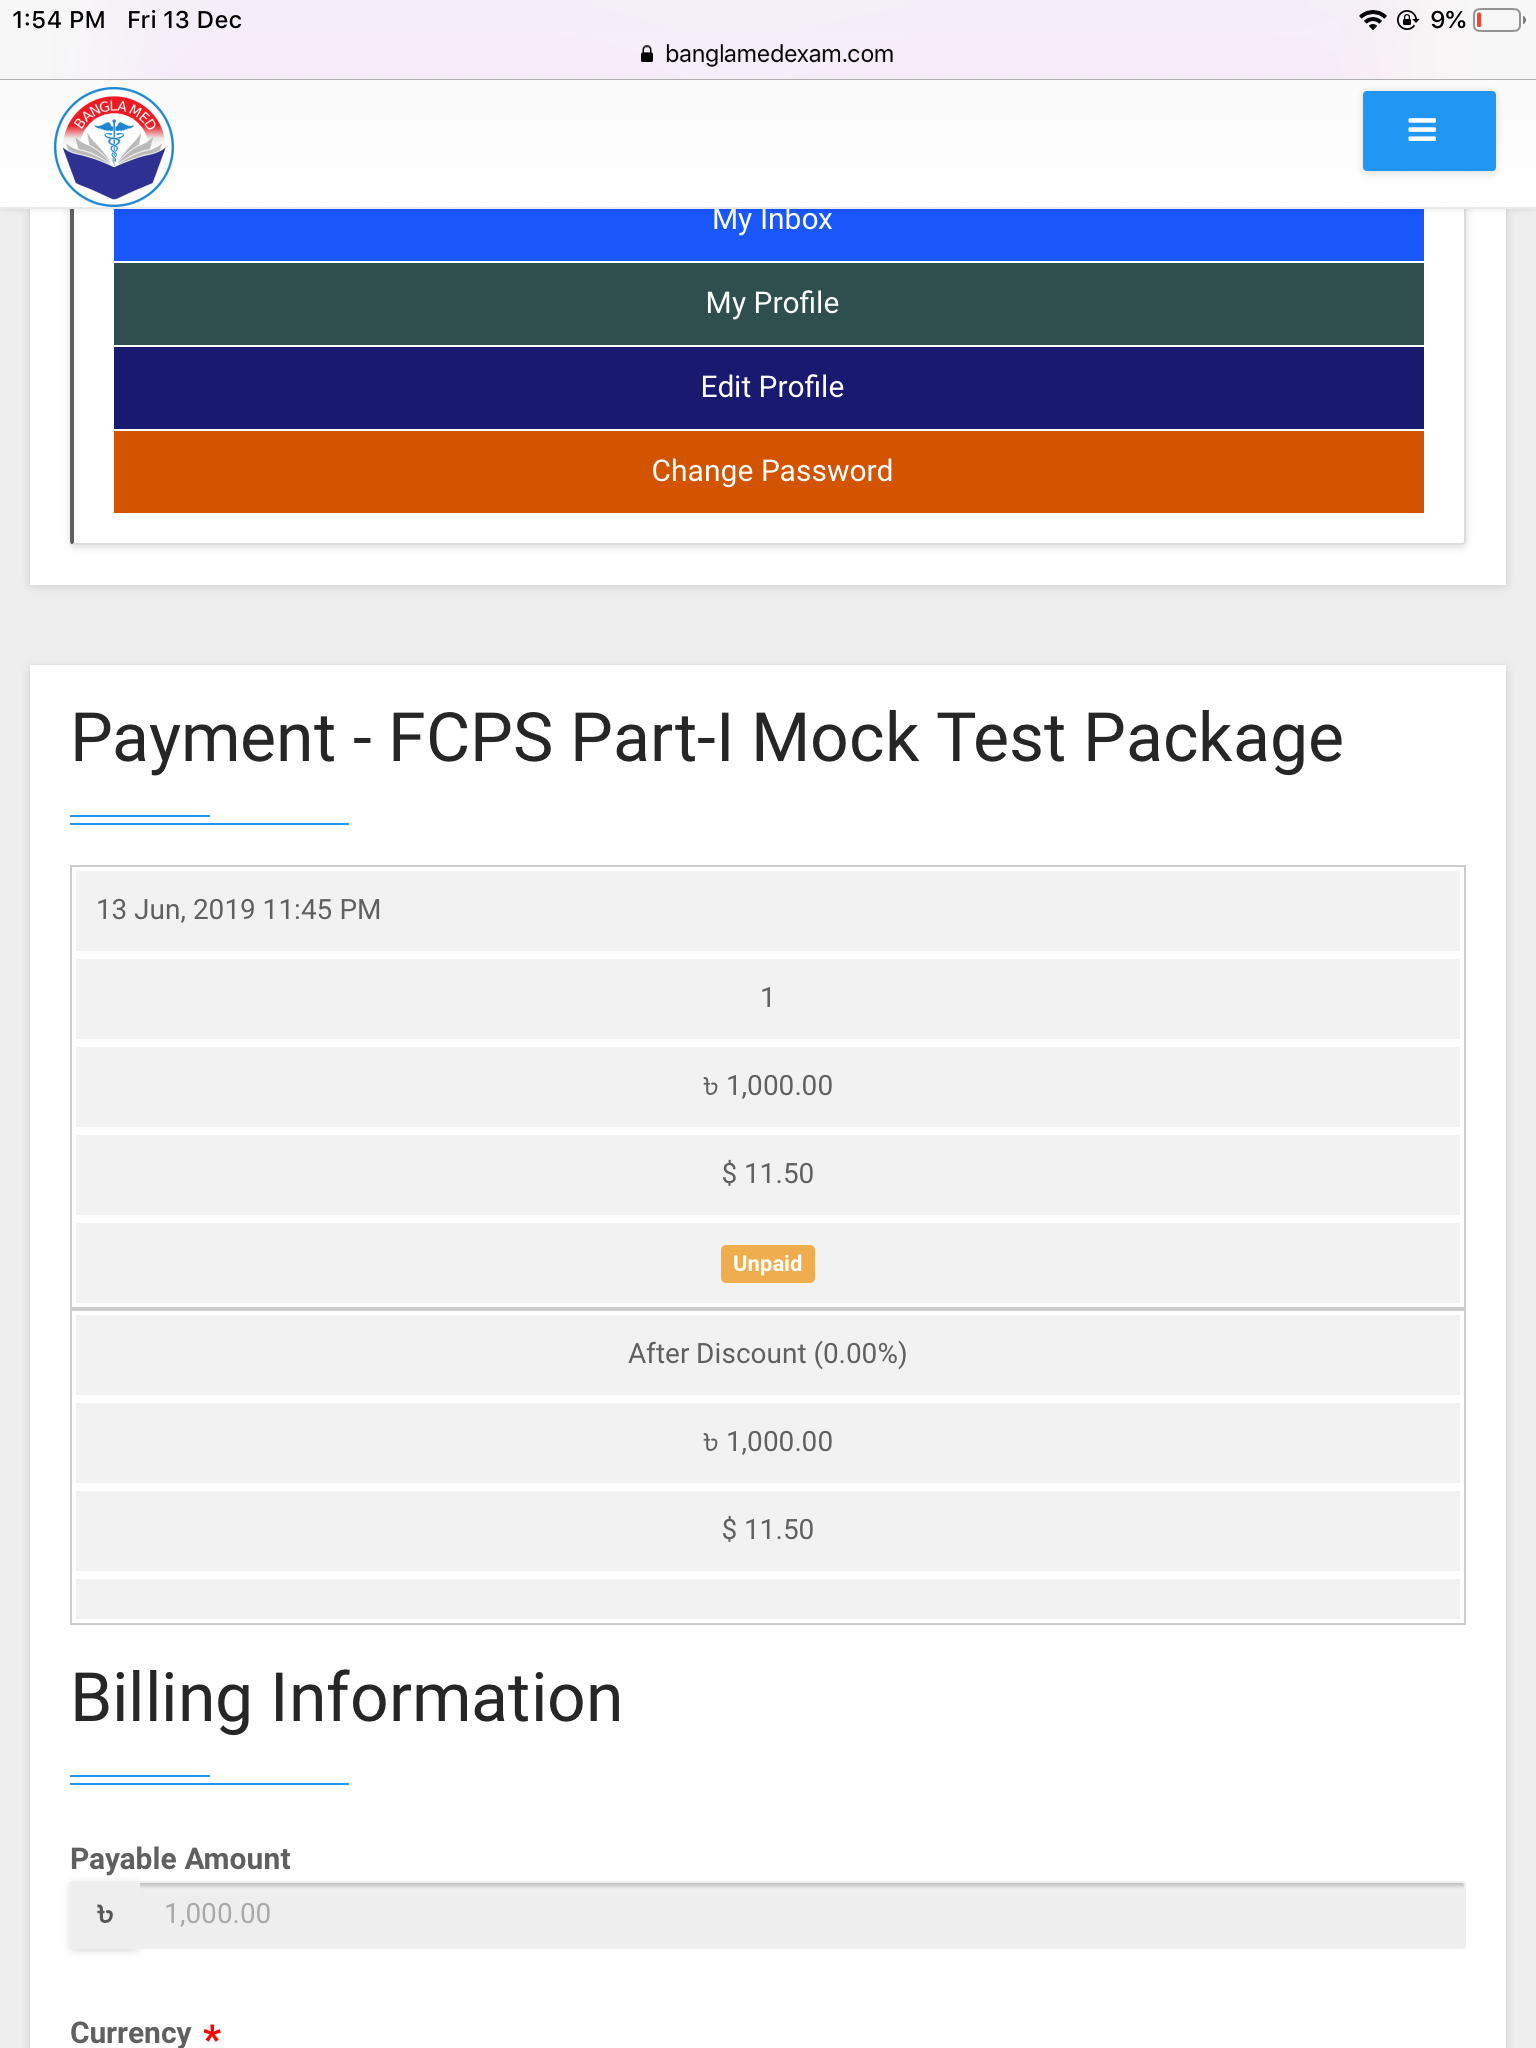 1:54 PM Fri 13 Dec
9%
banglamedexam.com
BANGLA MED
My Inbox
My Profile
Edit Profile
Change Password
Payment - FCPS Part-I Mock Test Package
13 Jun, 2019 11:45 PM
1
৳ 1,000.00
$ 11.50
Unpaid
After Discount (0.00%)
৳ 1,000.00
$ 11.50
Billing Information
Payable Amount
৳ 1,000.00
Currency *